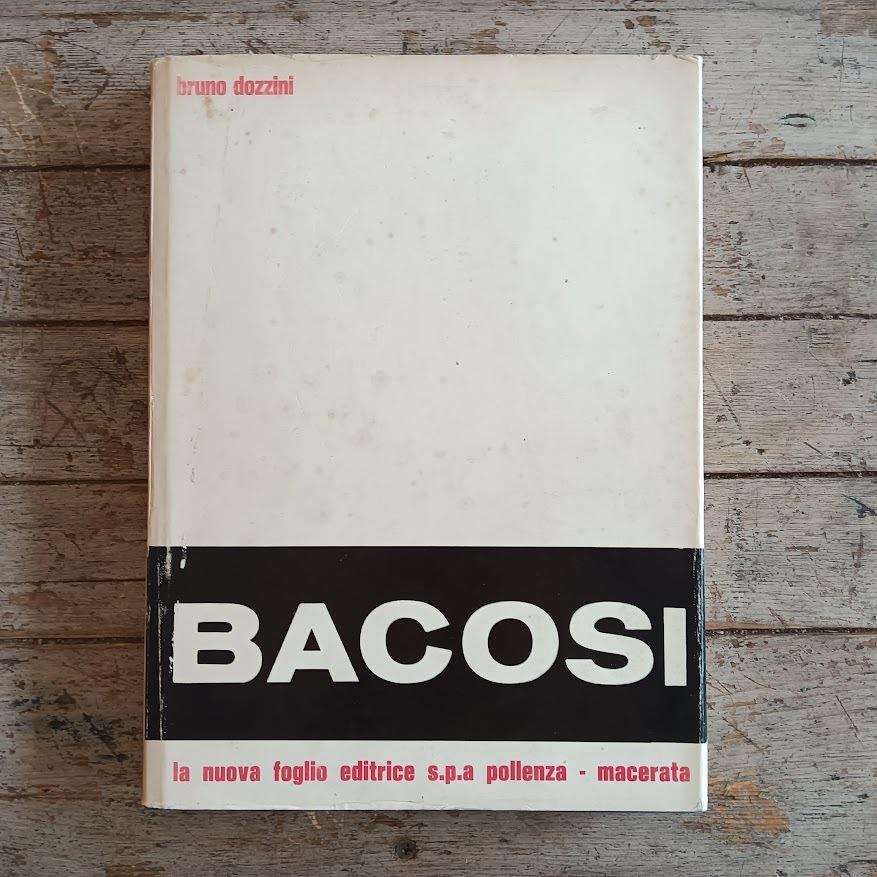 bruno dozzini
BACOSI
la nuova foglio editrice s.p.a pollenza - macerata